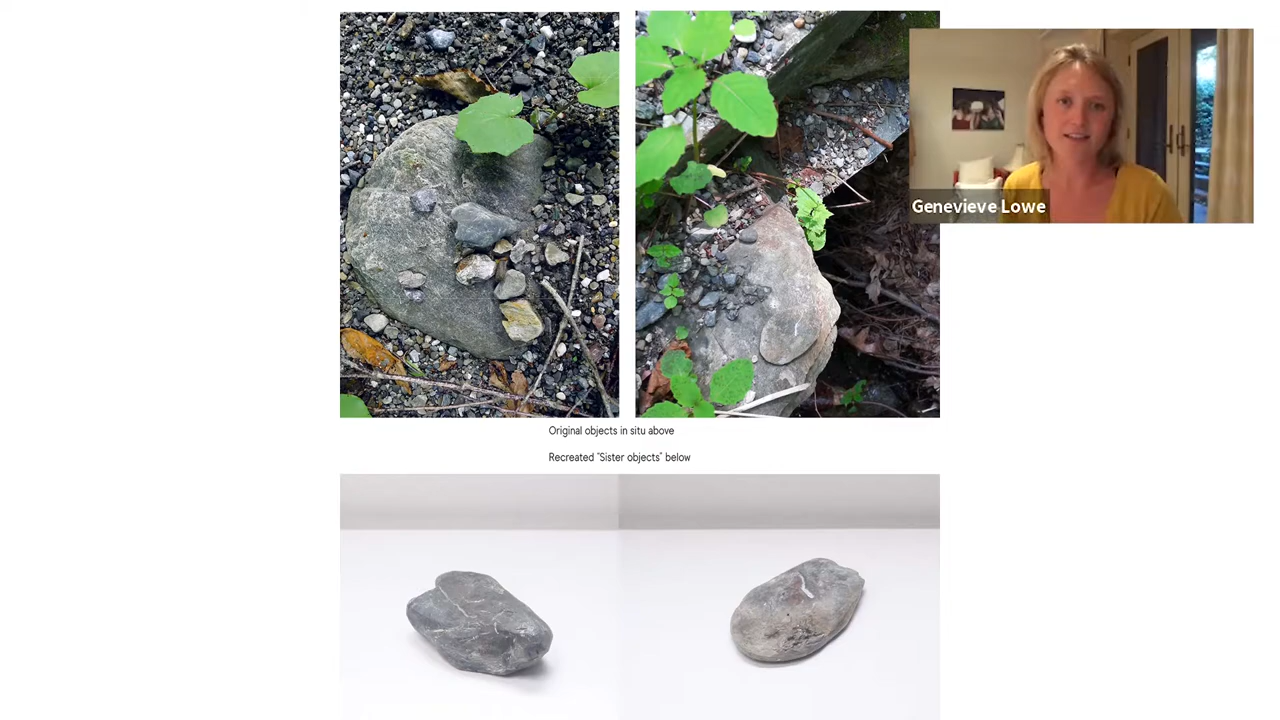 Genevieve Lowe
Original objects in situ above
Recreated "Sister objects" below